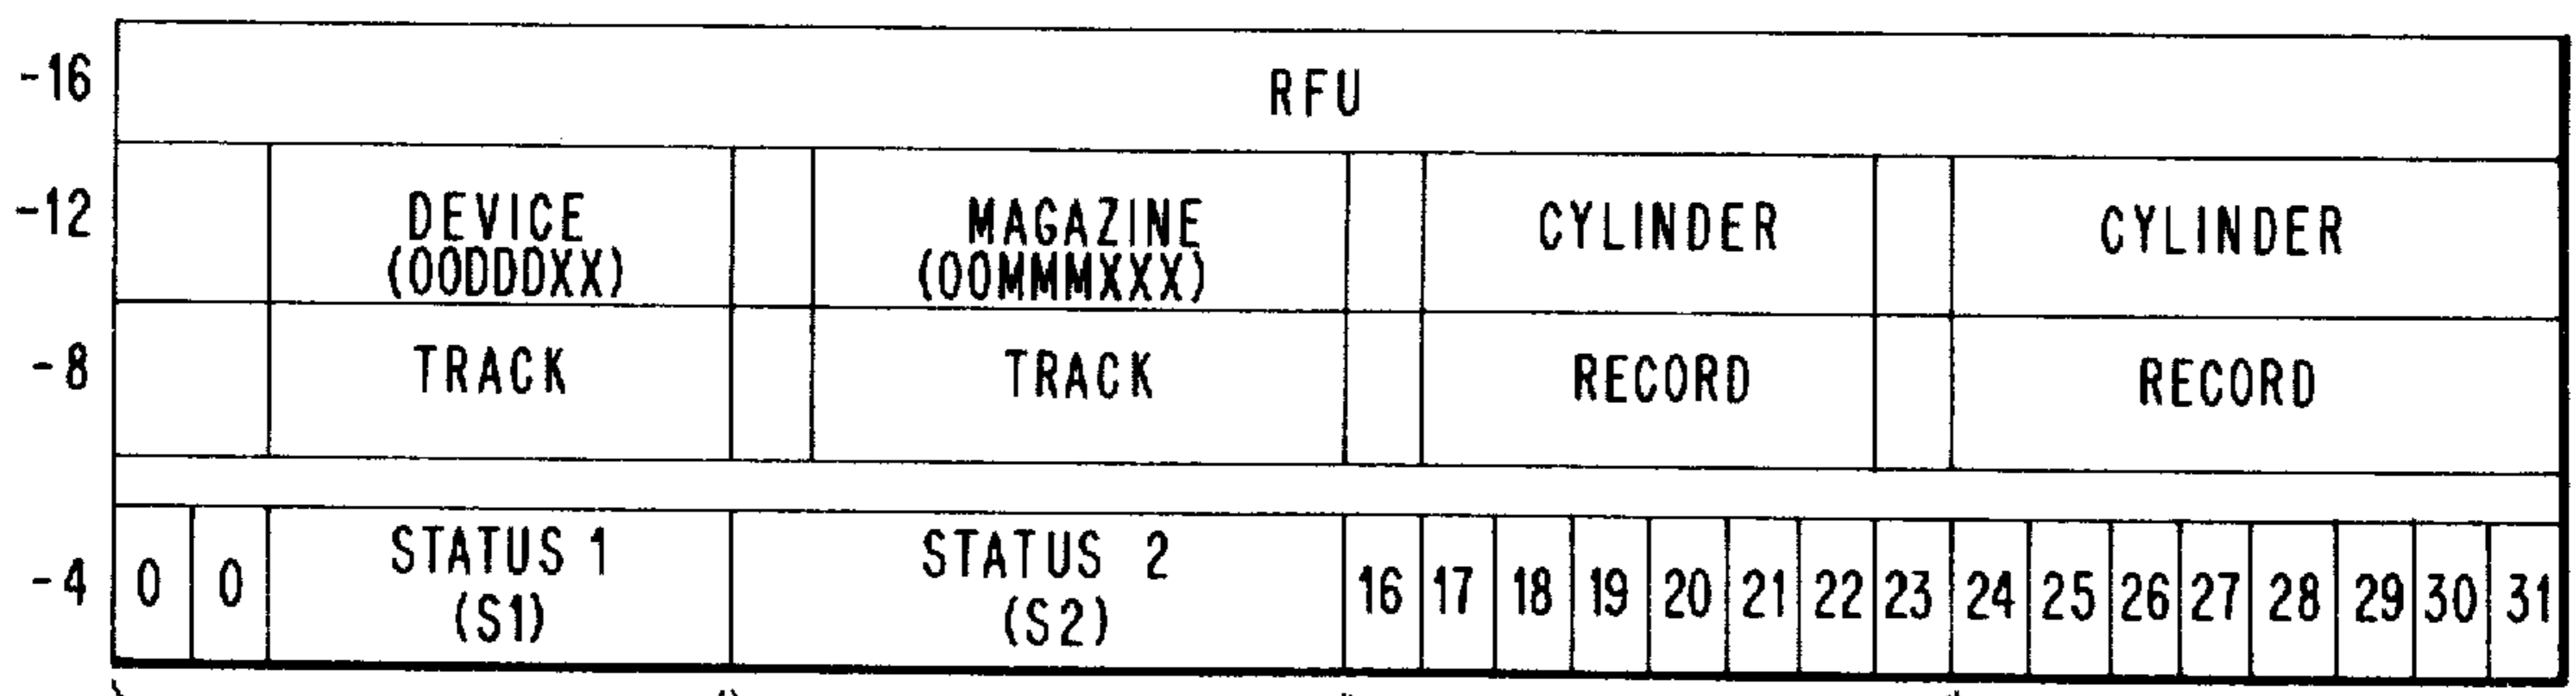 -16 RFU
-12 DEVICE MAGAZINE CYLINDER CYLINDER
(00DDDXX) (00MMMXXX)
-8 TRACK TRACK RECORD RECORD
-4 0 0 STATUS 1 STATUS 2 16 17 18 19 20 21 22 23 24 25 26 27 28 29 30 31
(S1) (S2)